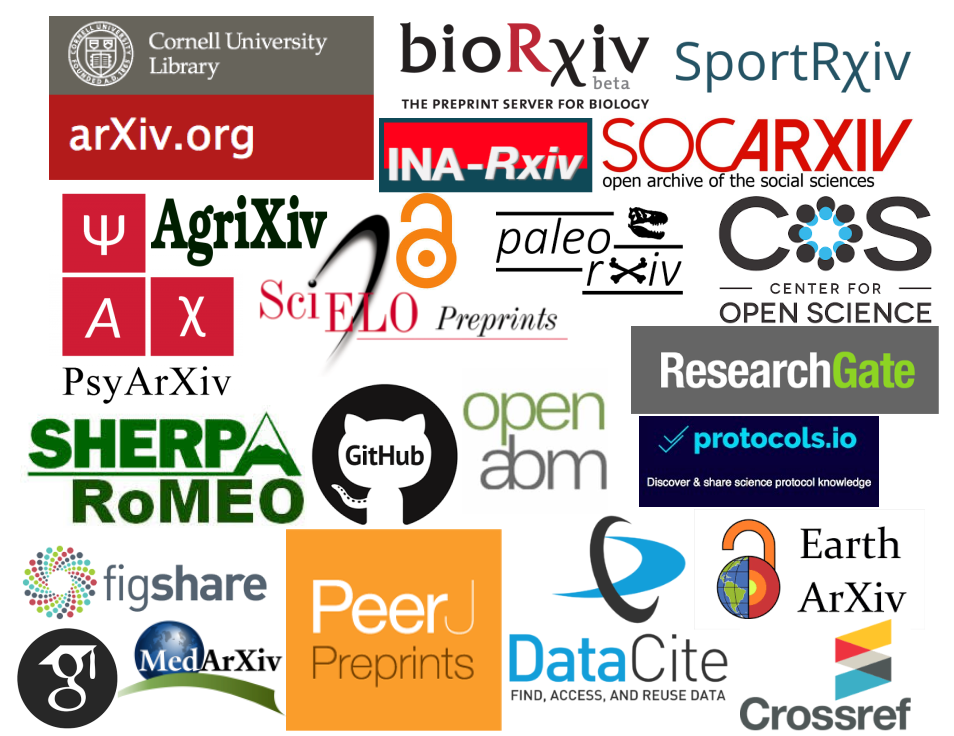 Cornell University
Library
arXiv.org
bioRχiv
beta
THE PREPRINT SERVER FOR BIOLOGY
SportRχiv
INA-Rxiv
SOCARXIV
open archive of the social sciences
Ψ
A χ
PsyArXiv
AgriXiv
SciELO Preprints
paleo
rxiv
COS
CENTER FOR
OPEN SCIENCE
ResearchGate
SHERPA
RoMEO
GitHub
open
abm
protocols.io
Discover & share science protocol knowledge
figshare
g
MedArXiv
PeerJ
Preprints
DataCite
FIND, ACCESS, AND REUSE DATA
Earth
ArXiv
Crossref